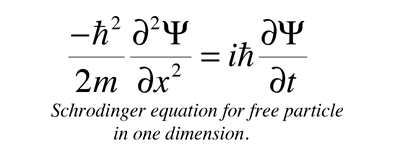 −ħ²/2m ∂²Ψ/∂x² = iħ ∂Ψ/∂t
Schrodinger equation for free particle
in one dimension.